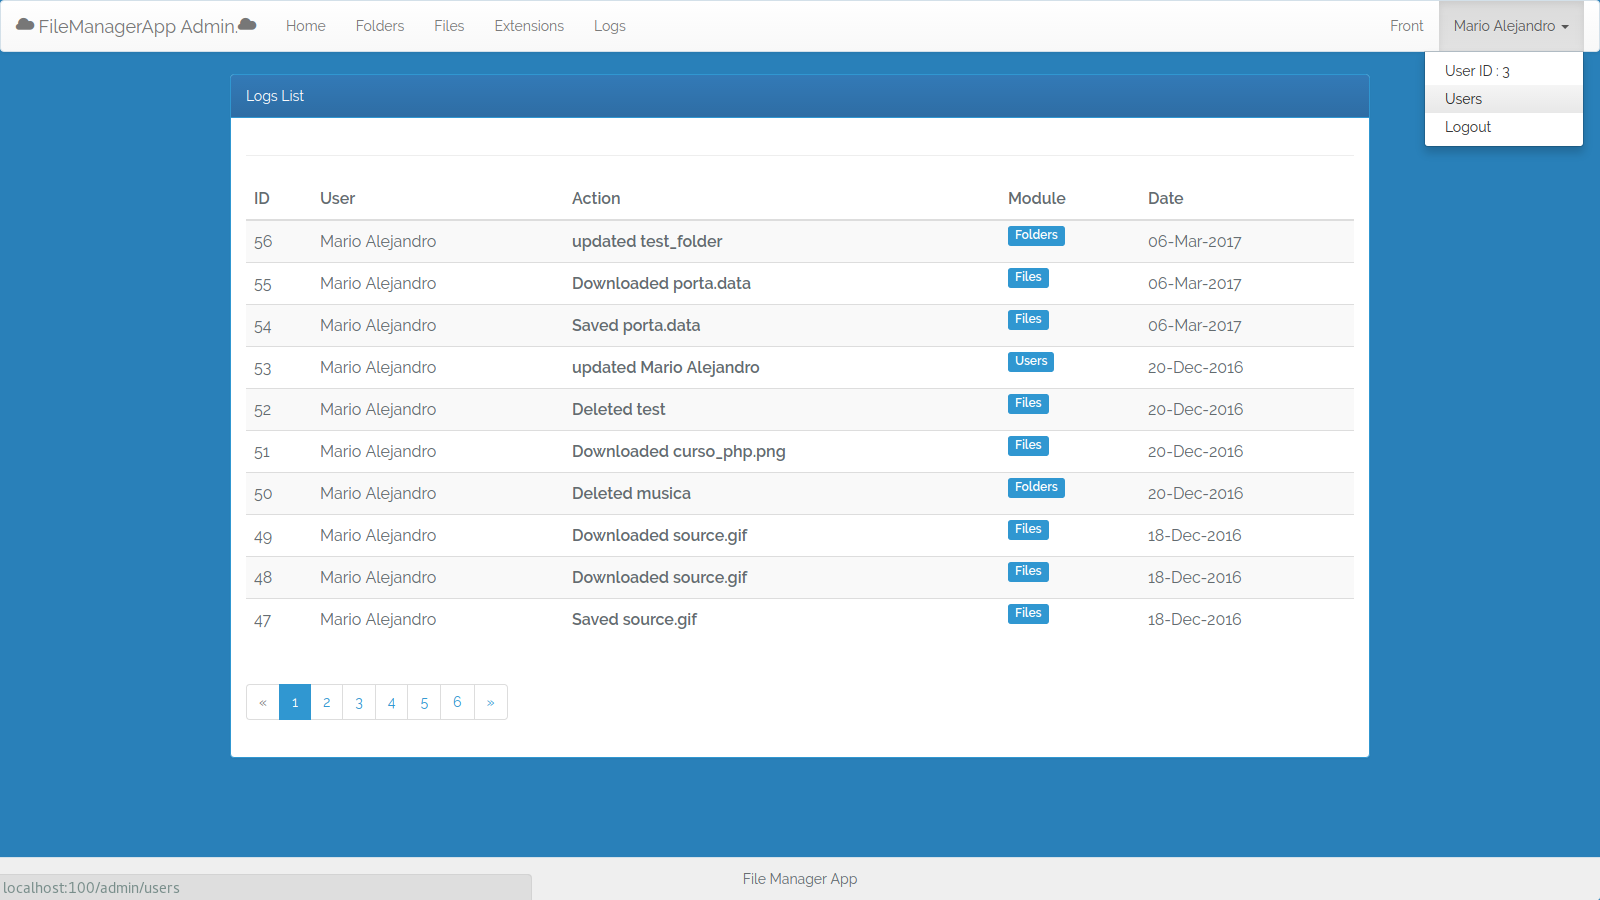 FileManagerApp Admin. Home Folders Files Extensions Logs Front Mario Alejandro
User ID : 3
Users
Logout
Logs List
ID User Action Module Date
56 Mario Alejandro updated test_folder Folders 06-Mar-2017
55 Mario Alejandro Downloaded porta.data Files 06-Mar-2017
54 Mario Alejandro Saved porta.data Files 06-Mar-2017
53 Mario Alejandro updated Mario Alejandro Users 20-Dec-2016
52 Mario Alejandro Deleted test Files 20-Dec-2016
51 Mario Alejandro Downloaded curso_php.png Files 20-Dec-2016
50 Mario Alejandro Deleted musica Folders 20-Dec-2016
49 Mario Alejandro Downloaded source.gif Files 18-Dec-2016
48 Mario Alejandro Downloaded source.gif Files 18-Dec-2016
47 Mario Alejandro Saved source.gif Files 18-Dec-2016
« 1 2 3 4 5 6 »
File Manager App
localhost:100/admin/users